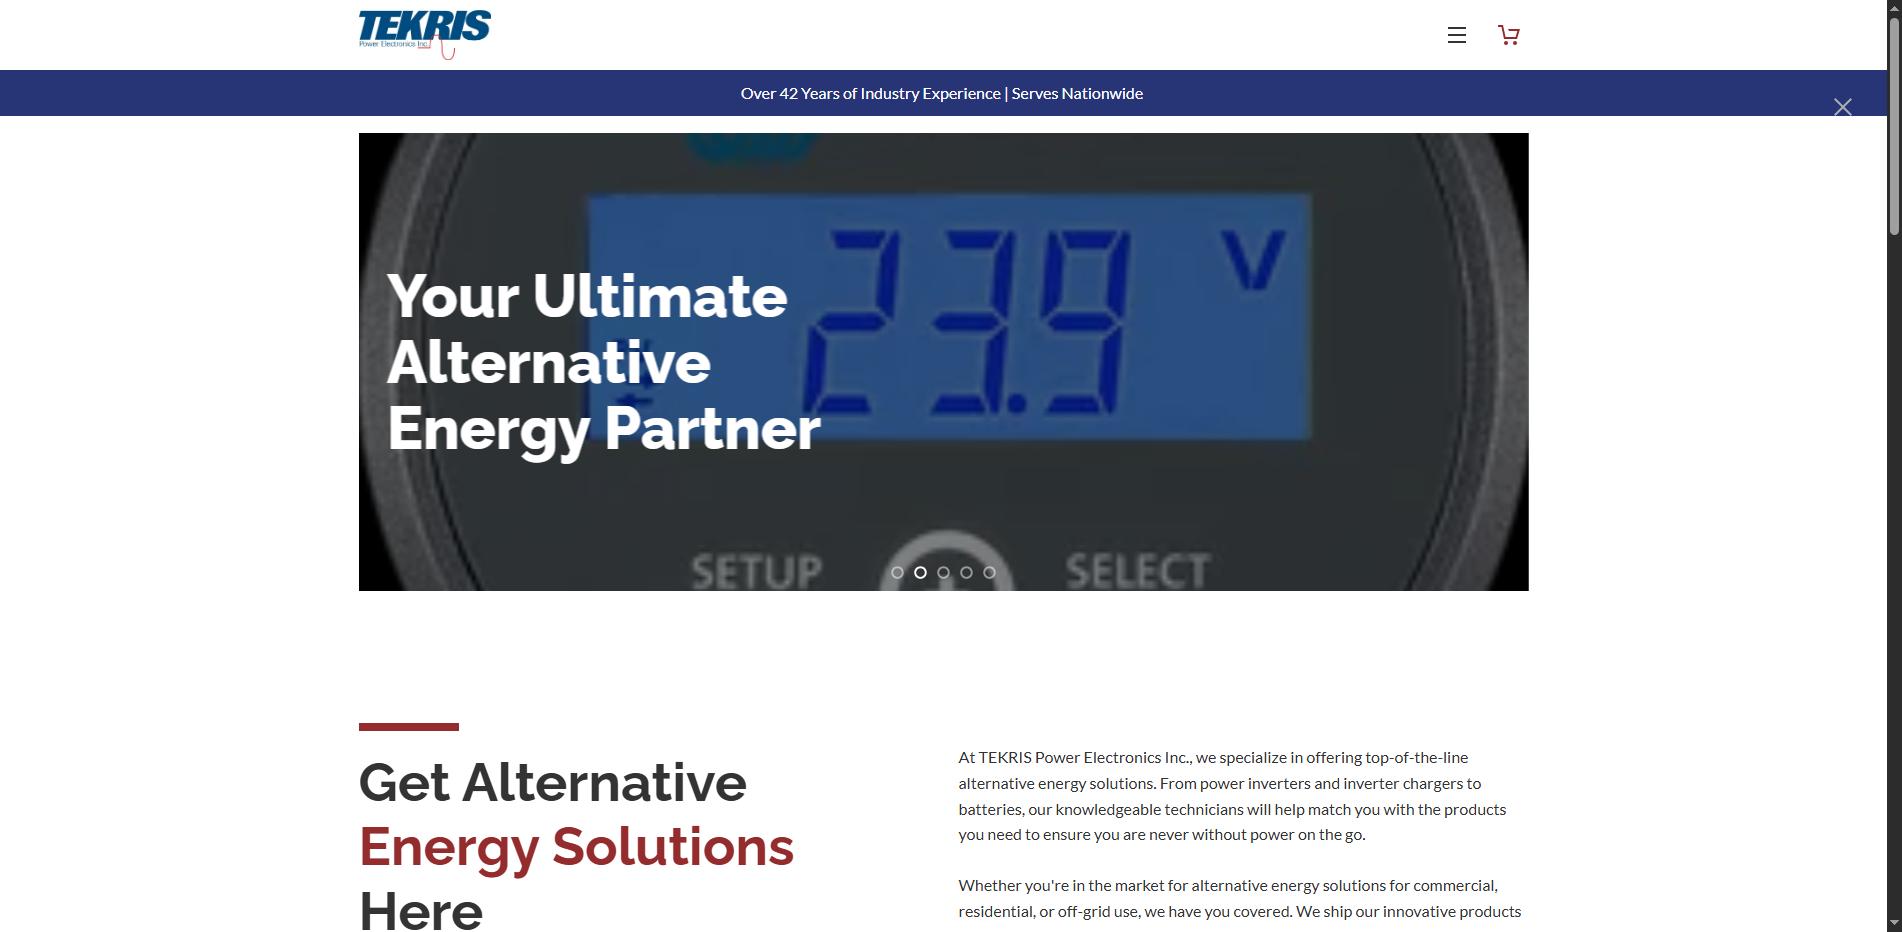 TEKRIS
Power Electronics Inc.
Over 42 Years of Industry Experience | Serves Nationwide
23.9 V
Your Ultimate
Alternative
Energy Partner
SETUP
SELECT
Get Alternative
Energy Solutions
Here
At TEKRIS Power Electronics Inc., we specialize in offering top-of-the-line
alternative energy solutions. From power inverters and inverter chargers to
batteries, our knowledgeable technicians will help match you with the products
you need to ensure you are never without power on the go.
Whether you're in the market for alternative energy solutions for commercial,
residential, or off-grid use, we have you covered. We ship our innovative products